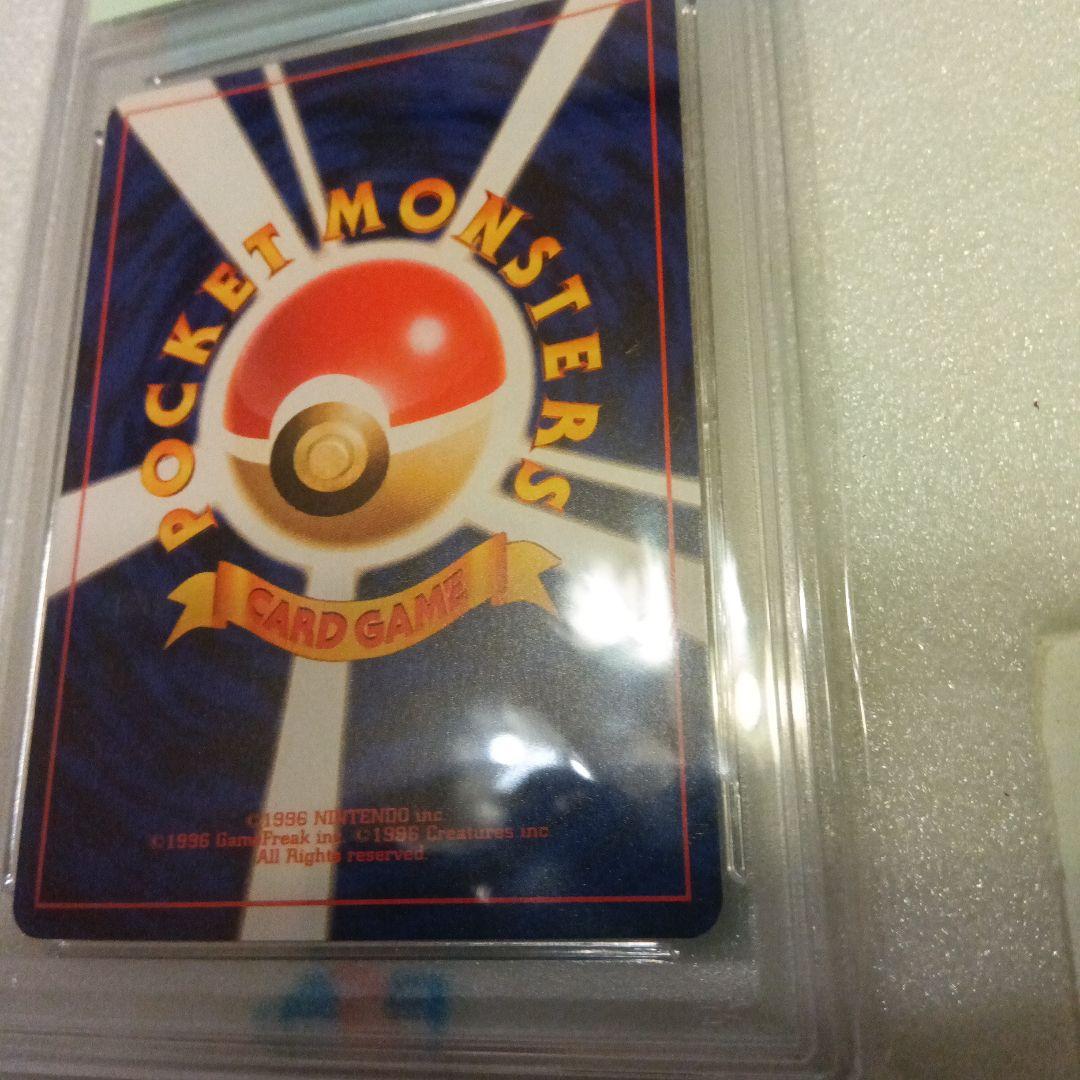 POCKET MONSTERS
CARD GAME
©1996 NINTENDO inc.
©1996 GameFreak inc. ©1996 Creatures inc.
All Rights reserved.